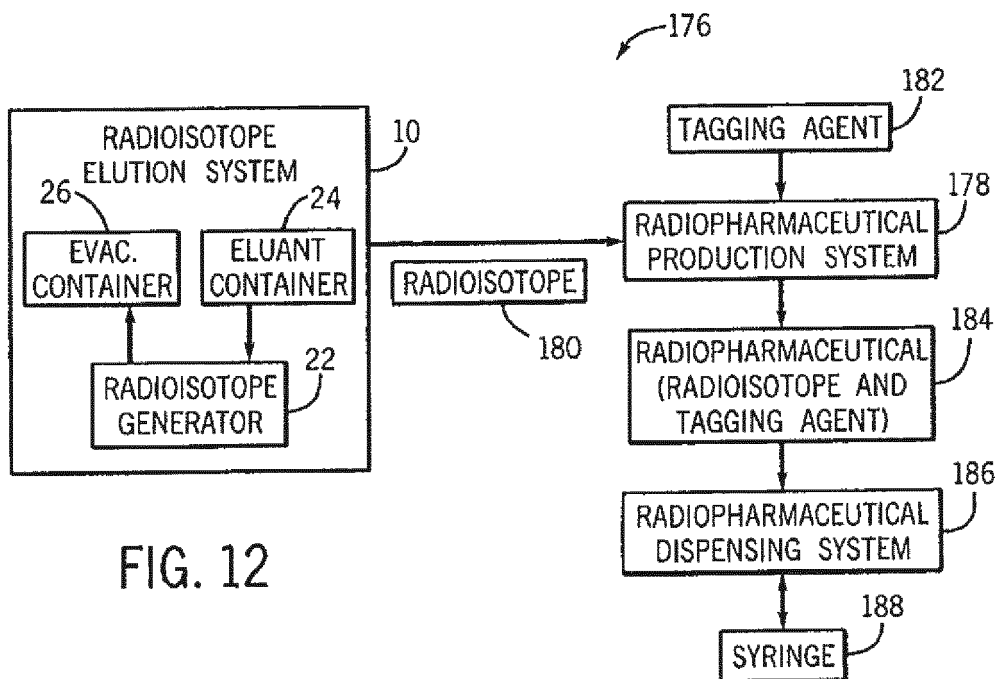 176
RADIOISOTOPE
ELUTION SYSTEM
10
26
24
EVAC.
CONTAINER
ELUANT
CONTAINER
RADIOISOTOPE
GENERATOR
22
RADIOISOTOPE
180
182
TAGGING AGENT
178
RADIOPHARMACEUTICAL
PRODUCTION SYSTEM
184
RADIOPHARMACEUTICAL
(RADIOISOTOPE AND
TAGGING AGENT)
186
RADIOPHARMACEUTICAL
DISPENSING SYSTEM
188
SYRINGE
FIG. 12